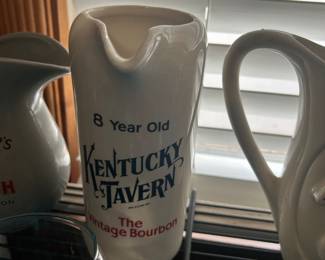 8 Year Old
KENTUCKY
TAVERN
The
Vintage Bourbon